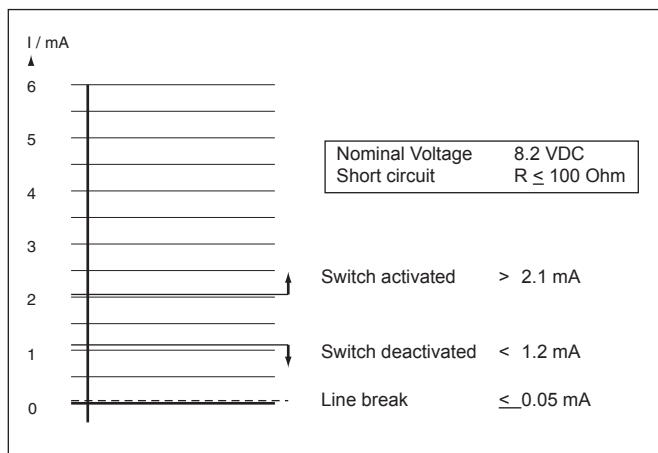 I / mA
6
5
4
3
2
1
0
Nominal Voltage 8.2 VDC
Short circuit R ≤ 100 Ohm
Switch activated > 2.1 mA
Switch deactivated < 1.2 mA
Line break ≤ 0.05 mA